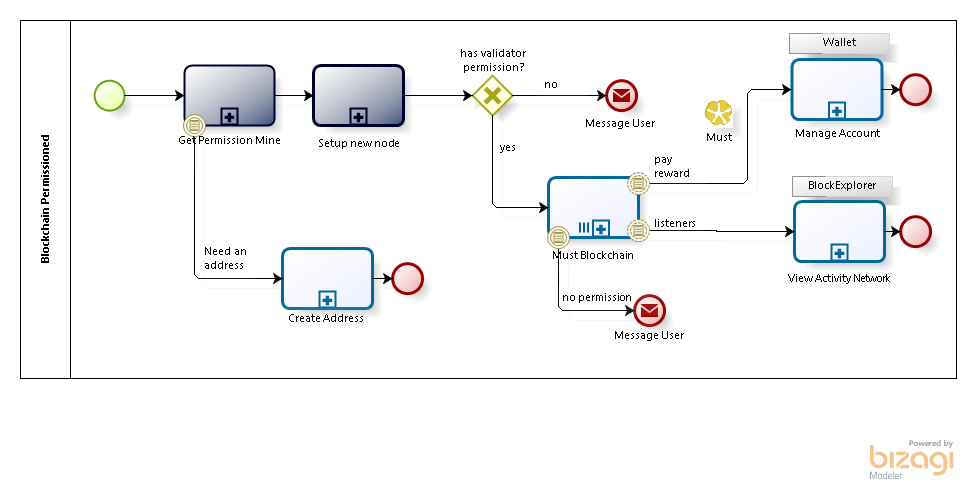 Blockchain Permissioned
has validator
permission?
no
yes
Get Permission Mine
Setup new node
Message User
Wallet
Must
Manage Account
pay
reward
BlockExplorer
listeners
Must Blockchain
View Activity Network
Need an
address
Create Address
no permission
Message User
Powered by
bizagi
Modeler